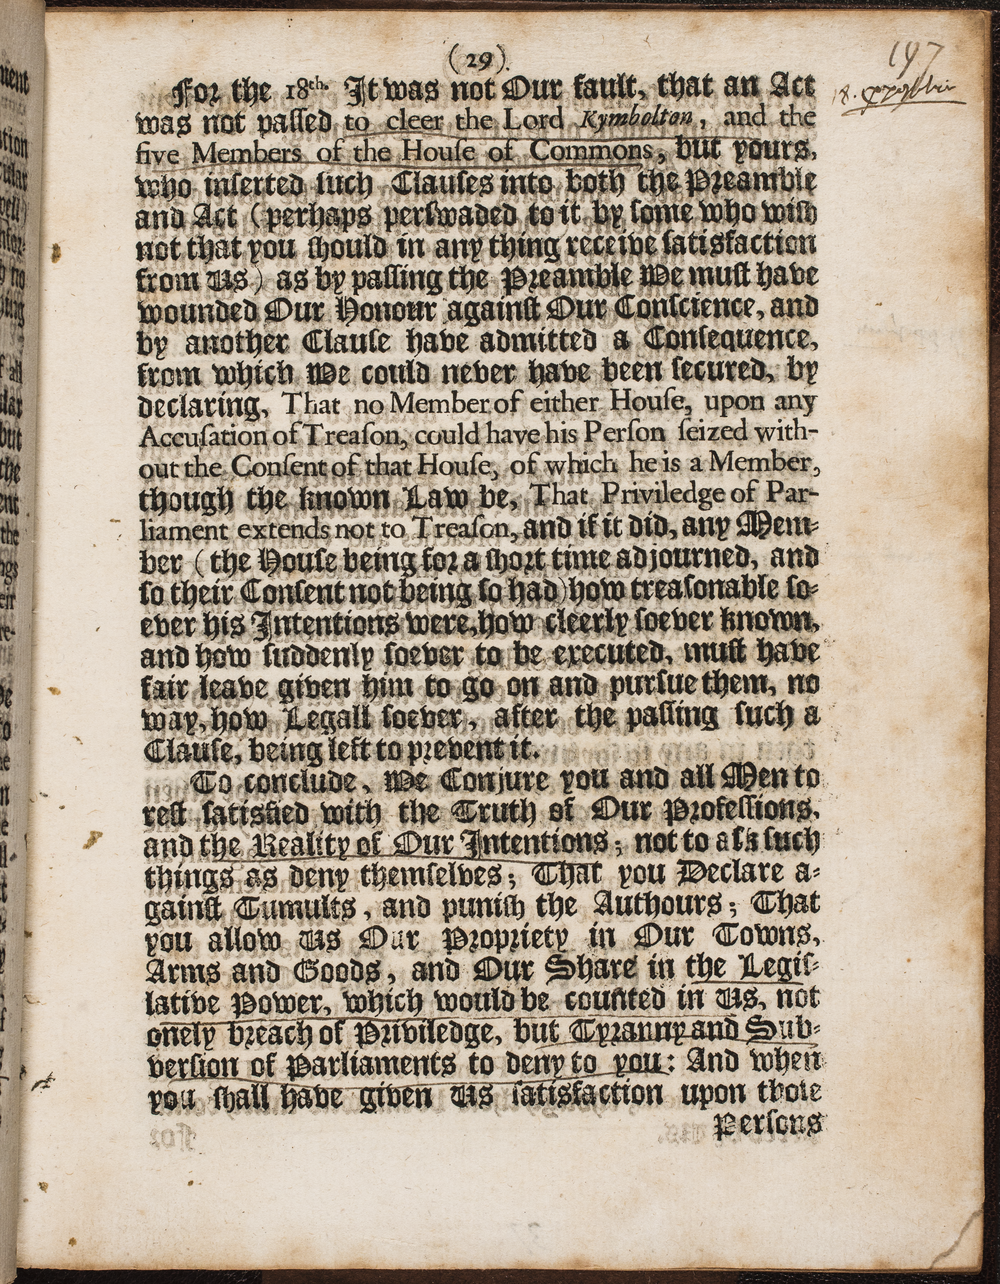 (29).
197
18. proposition
For the 18th. It was not Our fault, that an Act
was not passed to cleer the Lord Kymbolton, and the
five Members of the House of Commons, but yours,
who inserted such Clauses into both the Preamble
and Act (perhaps perswaded to it by some who wish
not that you should in any thing receive satisfaction
from Us) as by passing the Preamble We must have
wounded Our Honour against Our Conscience, and
by another Clause have admitted a Consequence,
from which We could never have been secured, by
declaring, That no Member of either House, upon any
Accusation of Treason, could have his Person seized with-
out the Consent of that House, of which he is a Member,
though the known Law be, That Priviledge of Par-
liament extends not to Treason, and if it did, any Mem-
ber (the House being for a short time adjourned, and
so their Consent not being so had) how treasonable so-
ever his Intentions were, how cleerly soever known,
and how suddenly soever to be executed, must have
fair leave given him to go on and pursue them, no
way, how Legall soever, after the passing such a
Clause, being left to prevent it.
To conclude, We Conjure you and all Men to
rest satisfied with the Truth of Our Professions,
and the Reality of Our Intentions; not to ask such
things as deny themselves; That you Declare a-
gainst Tumults, and punish the Authours; That
you allow Us Our Propriety in Our Towns,
Arms and Goods, and Our Share in the Legis-
lative Power, which would be counted in Us, not
onely breach of Priviledge, but Tyranny and Sub-
version of Parliaments to deny to you: And when
you shall have given Us satisfaction upon those
Persons